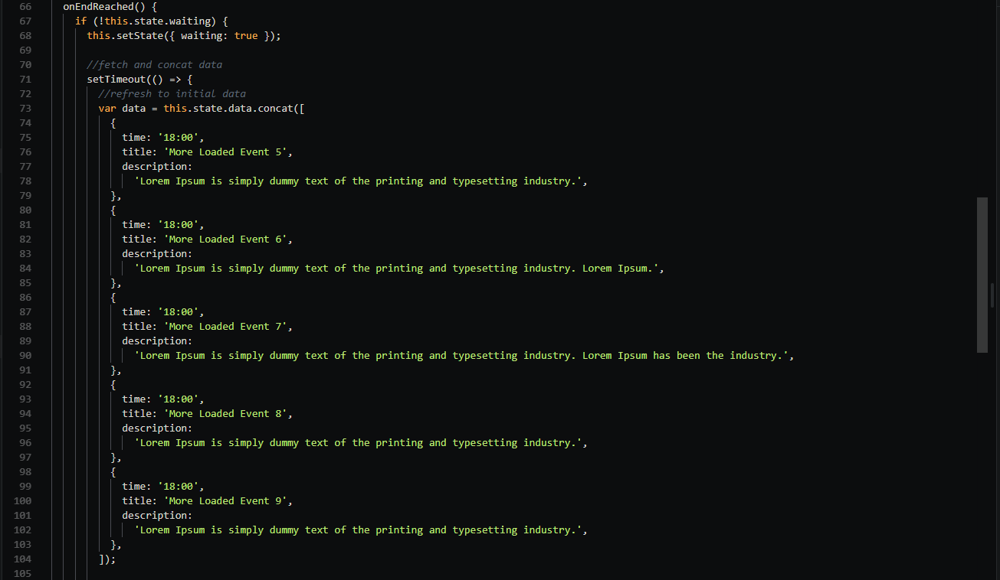 66 onEndReached() {
67 if (!this.state.waiting) {
68 this.setState({ waiting: true });
69
70 //fetch and concat data
71 setTimeout(() => {
72 //refresh to initial data
73 var data = this.state.data.concat([
74 {
75 time: '18:00',
76 title: 'More Loaded Event 5',
77 description:
78 'Lorem Ipsum is simply dummy text of the printing and typesetting industry.',
79 },
80 {
81 time: '18:00',
82 title: 'More Loaded Event 6',
83 description:
84 'Lorem Ipsum is simply dummy text of the printing and typesetting industry. Lorem Ipsum.',
85 },
86 {
87 time: '18:00',
88 title: 'More Loaded Event 7',
89 description:
90 'Lorem Ipsum is simply dummy text of the printing and typesetting industry. Lorem Ipsum has been the industry.',
91 },
92 {
93 time: '18:00',
94 title: 'More Loaded Event 8',
95 description:
96 'Lorem Ipsum is simply dummy text of the printing and typesetting industry.',
97 },
98 {
99 time: '18:00',
100 title: 'More Loaded Event 9',
101 description:
102 'Lorem Ipsum is simply dummy text of the printing and typesetting industry.',
103 },
104 ]);
105